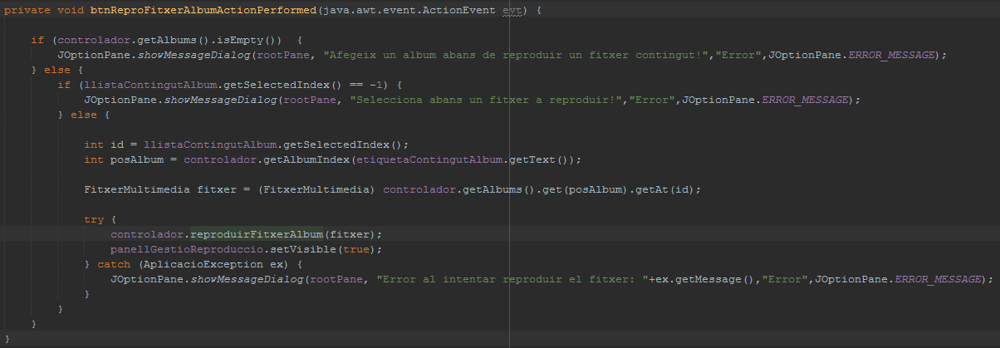 private void btnReproFitxerAlbumActionPerformed(java.awt.event.ActionEvent evt) {
if (controlador.getAlbums().isEmpty())  {
JOptionPane.showMessageDialog(rootPane, "Afegeix un album abans de reproduir un fitxer contingut!","Error",JOptionPane.ERROR_MESSAGE);
} else {
if (llistaContingutAlbum.getSelectedIndex() == -1) {
JOptionPane.showMessageDialog(rootPane, "Selecciona abans un fitxer a reproduir!","Error",JOptionPane.ERROR_MESSAGE);
} else {
int id = llistaContingutAlbum.getSelectedIndex();
int posAlbum = controlador.getAlbumIndex(etiquetaContingutAlbum.getText());
FitxerMultimedia fitxer = (FitxerMultimedia) controlador.getAlbums().get(posAlbum).getAt(id);
try {
controlador.reproduirFitxerAlbum(fitxer);
panellGestioReproduccio.setVisible(true);
} catch (AplicacioException ex) {
JOptionPane.showMessageDialog(rootPane, "Error al intentar reproduir el fitxer: "+ex.getMessage(),"Error",JOptionPane.ERROR_MESSAGE);
}
}
}
}